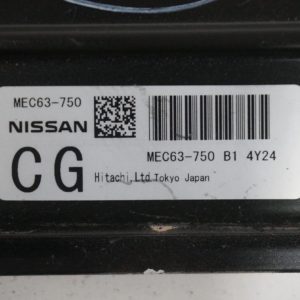 MEC63-750
NISSAN
CG
MEC63-750 B1 4Y24
Hitachi,Ltd. Tokyo Japan